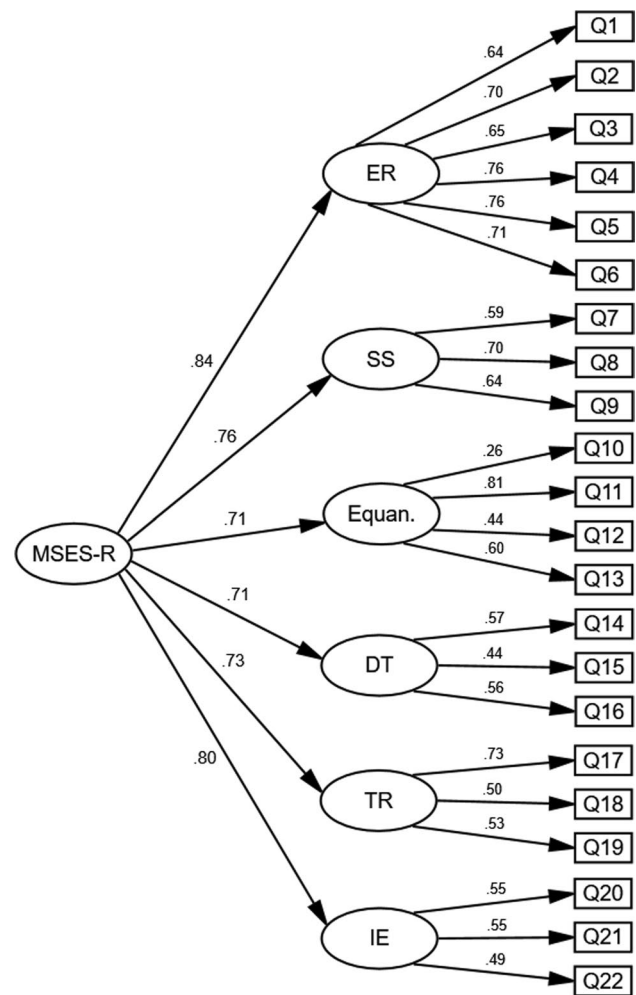 Q1
.64
Q2
.70
Q3
.65
ER
.76
Q4
.76
Q5
.71
Q6
.59
Q7
.84
SS
.70
Q8
.64
Q9
.76
.26
Q10
.81
Q11
.71
Equan.
.44
Q12
.60
Q13
MSES-R
.71
.57
Q14
DT
.44
Q15
.56
Q16
.73
.73
Q17
.80
TR
.50
Q18
.53
Q19
.55
Q20
IE
.55
Q21
.49
Q22